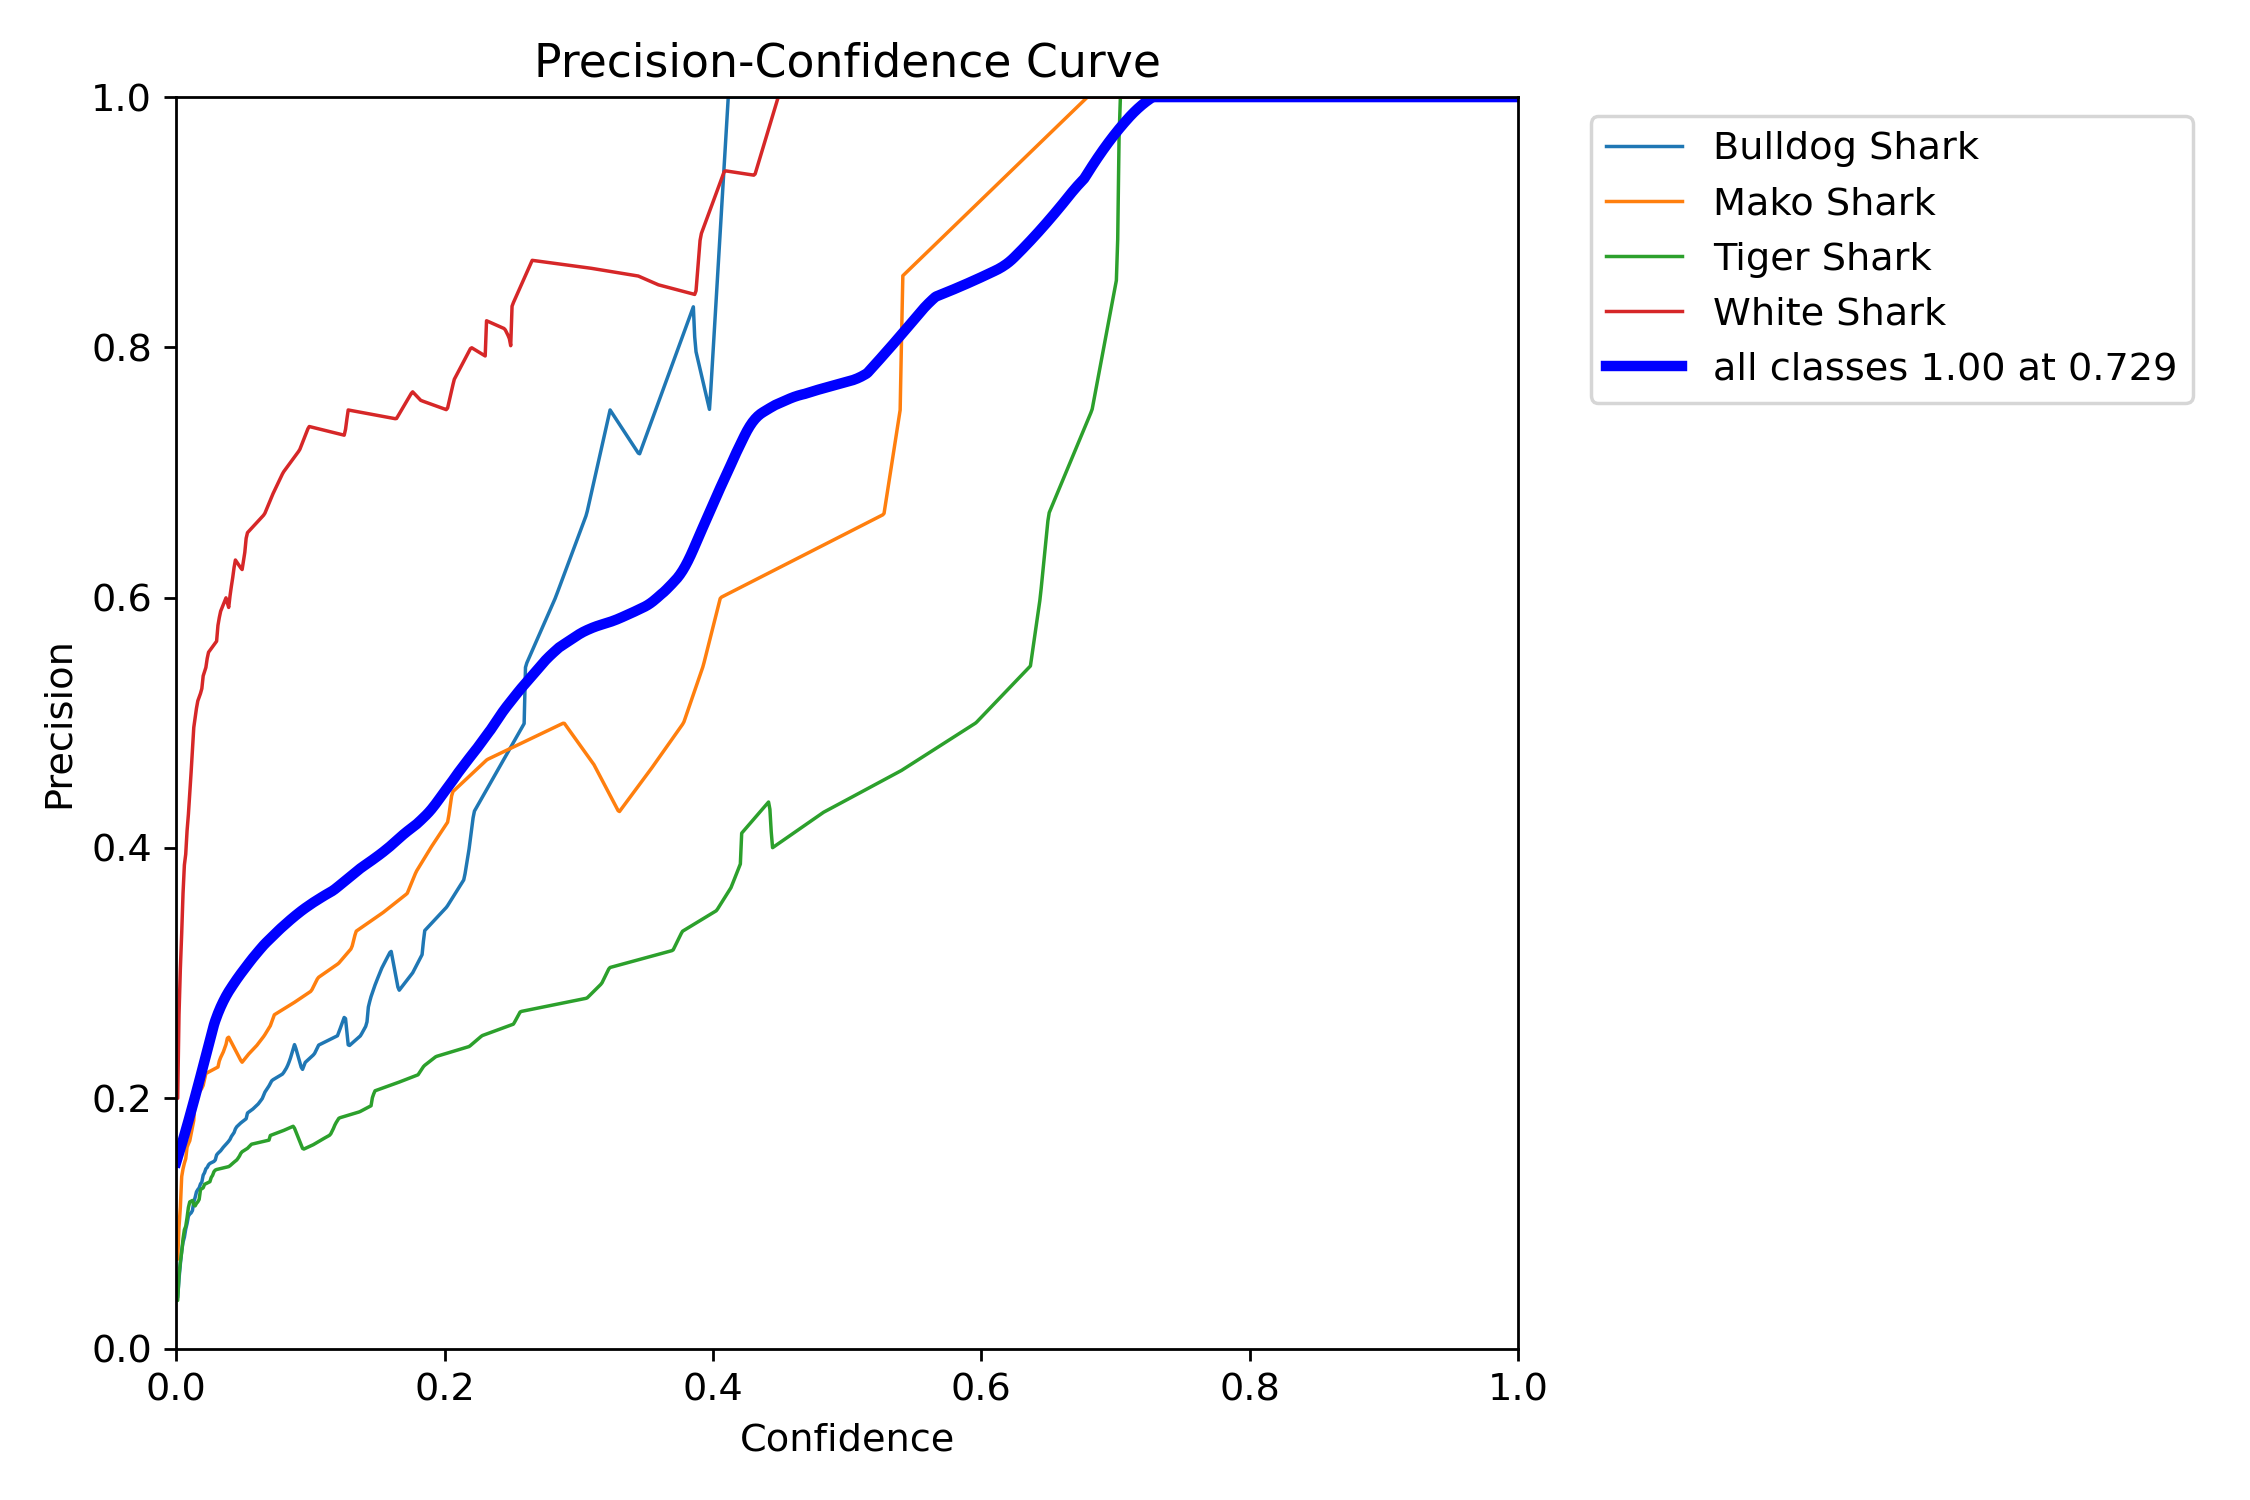 Precision-Confidence Curve
1.0
0.8
0.6
0.4
0.2
0.0
Precision
0.0 0.2 0.4 0.6 0.8 1.0
Confidence
Bulldog Shark
Mako Shark
Tiger Shark
White Shark
all classes 1.00 at 0.729